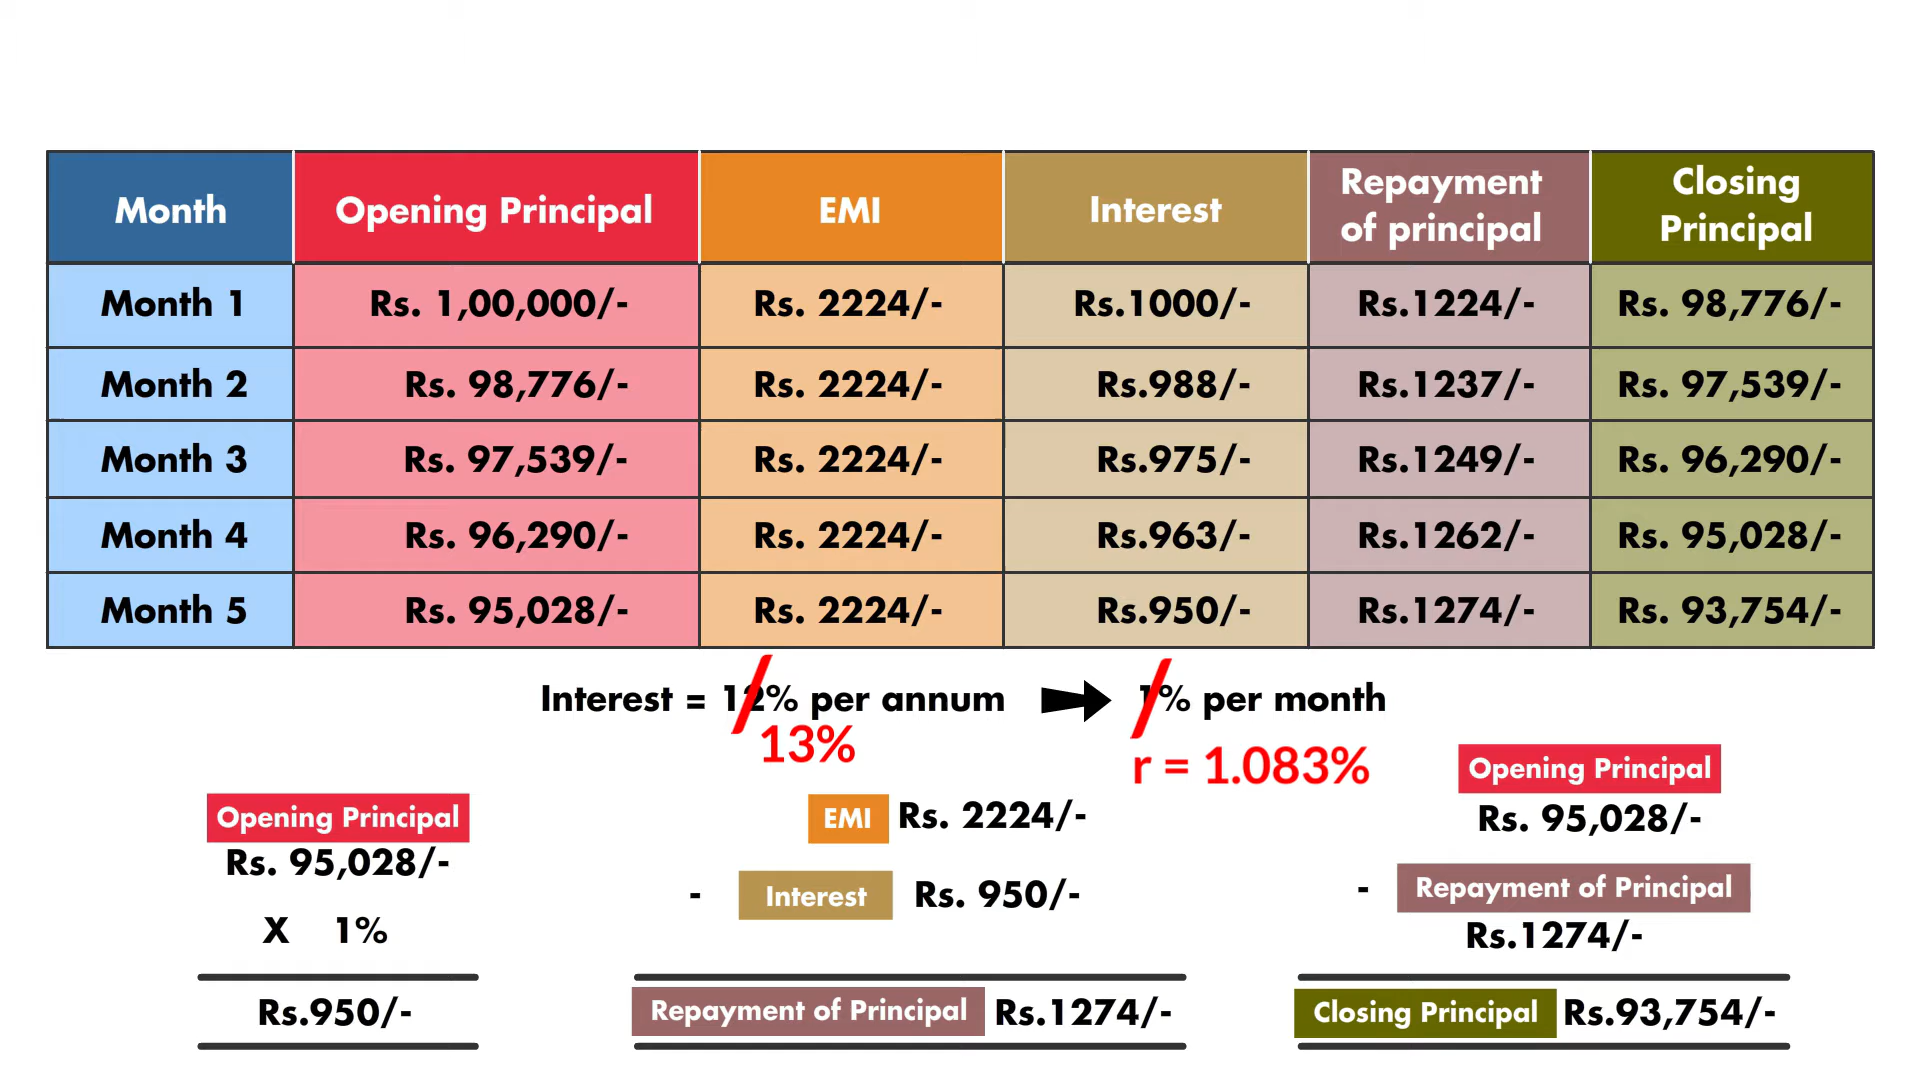 Month Opening Principal EMI Interest Repayment of principal Closing Principal
Month 1 Rs. 1,00,000/- Rs. 2224/- Rs.1000/- Rs.1224/- Rs. 98,776/-
Month 2 Rs. 98,776/- Rs. 2224/- Rs.988/- Rs.1237/- Rs. 97,539/-
Month 3 Rs. 97,539/- Rs. 2224/- Rs.975/- Rs.1249/- Rs. 96,290/-
Month 4 Rs. 96,290/- Rs. 2224/- Rs.963/- Rs.1262/- Rs. 95,028/-
Month 5 Rs. 95,028/- Rs. 2224/- Rs.950/- Rs.1274/- Rs. 93,754/-
Interest = 12% per annum 1% per month
13%
r = 1.083%
Opening Principal
Rs. 95,028/-
X 1%
Rs.950/-
EMI Rs. 2224/-
- Interest Rs. 950/-
Repayment of Principal Rs.1274/-
Opening Principal
Rs. 95,028/-
- Repayment of Principal
Rs.1274/-
Closing Principal Rs.93,754/-